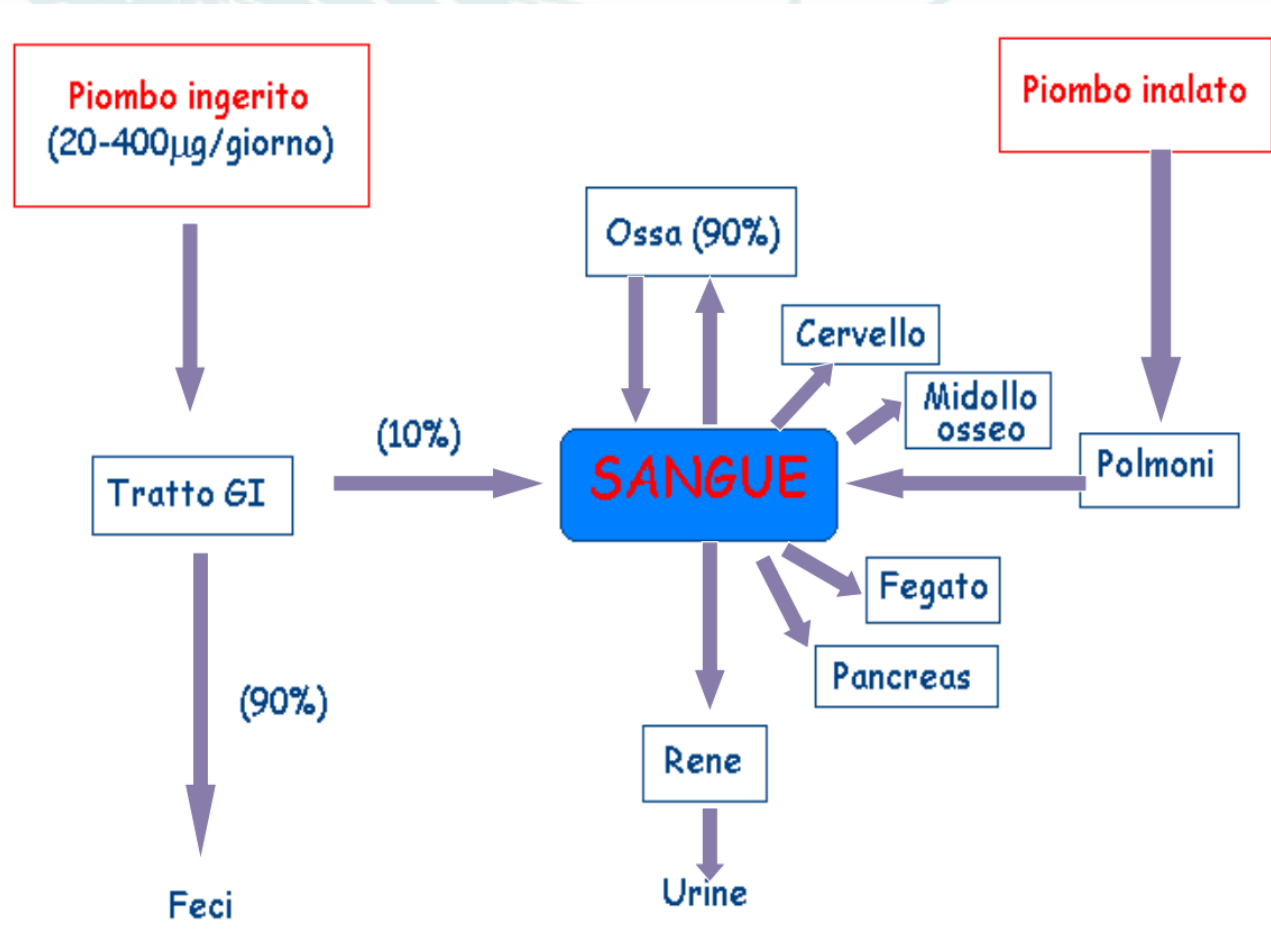 Piombo ingerito
(20-400μg/giorno)
Piombo inalato
Ossa (90%)
Cervello
Midollo
osseo
(10%)
Tratto GI
SANGUE
Polmoni
Fegato
Pancreas
(90%)
Rene
Urine
Feci